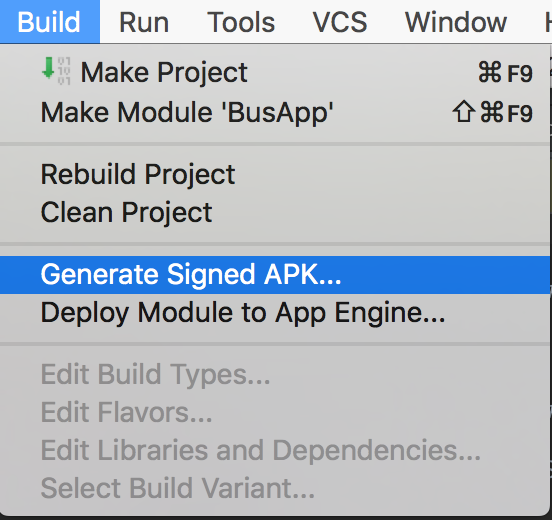 Build Run Tools VCS Window
Make Project ⌘F9
Make Module 'BusApp' ⇧⌘F9
Rebuild Project
Clean Project
Generate Signed APK...
Deploy Module to App Engine...
Edit Build Types...
Edit Flavors...
Edit Libraries and Dependencies...
Select Build Variant...